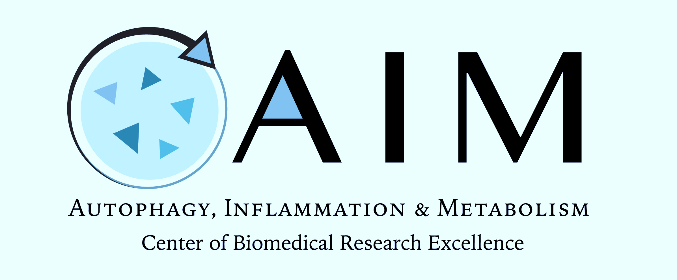 AIM
AUTOPHAGY, INFLAMMATION & METABOLISM
Center of Biomedical Research Excellence